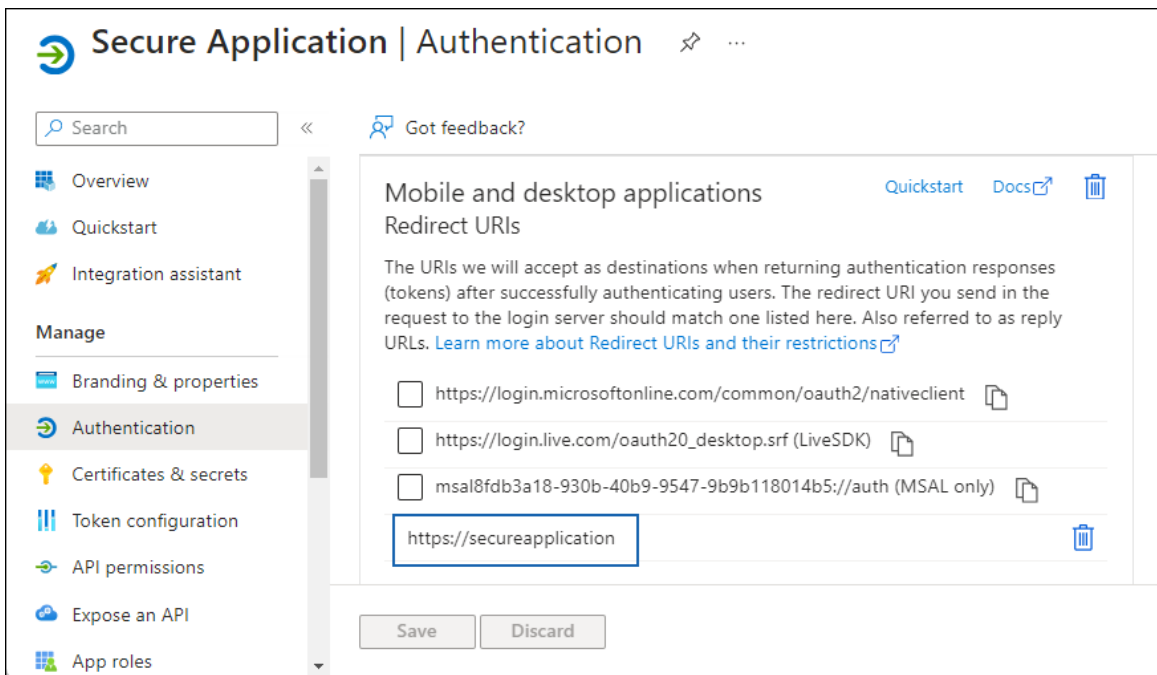 Secure Application | Authentication
Search
Got feedback?
Overview
Quickstart
Integration assistant
Manage
Branding & properties
Authentication
Certificates & secrets
Token configuration
API permissions
Expose an API
App roles
Mobile and desktop applications
Quickstart
Docs
Redirect URIs
The URIs we will accept as destinations when returning authentication responses
(tokens) after successfully authenticating users. The redirect URI you send in the
request to the login server should match one listed here. Also referred to as reply
URLs. Learn more about Redirect URIs and their restrictions
https://login.microsoftonline.com/common/oauth2/nativeclient
https://login.live.com/oauth20_desktop.srf (LiveSDK)
msal8fdb3a18-930b-40b9-9547-9b9b118014b5://auth (MSAL only)
https://secureapplication
Save
Discard